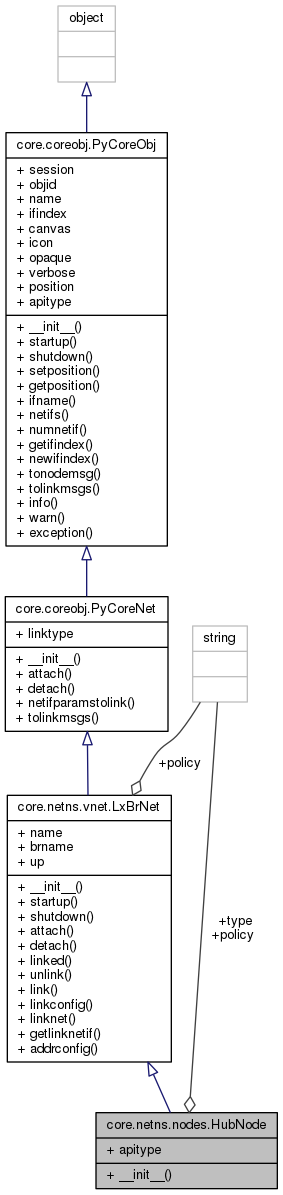 object
core.coreobj.PyCoreObj
+ session
+ objid
+ name
+ ifindex
+ canvas
+ icon
+ opaque
+ verbose
+ position
+ apitype
+ __init__()
+ startup()
+ shutdown()
+ setposition()
+ getposition()
+ ifname()
+ netifs()
+ numnetif()
+ getifindex()
+ newifindex()
+ tonodemsg()
+ tolinkmsgs()
+ info()
+ warn()
+ exception()
core.coreobj.PyCoreNet
+ linktype
+ __init__()
+ attach()
+ detach()
+ netifparamstolink()
+ tolinkmsgs()
string
+policy
core.netns.vnet.LxBrNet
+ name
+ brname
+ up
+ __init__()
+ startup()
+ shutdown()
+ attach()
+ detach()
+ linked()
+ unlink()
+ link()
+ linkconfig()
+ linknet()
+ getlinknetif()
+ addrconfig()
+type
+policy
core.netns.nodes.HubNode
+ apitype
+ __init__()